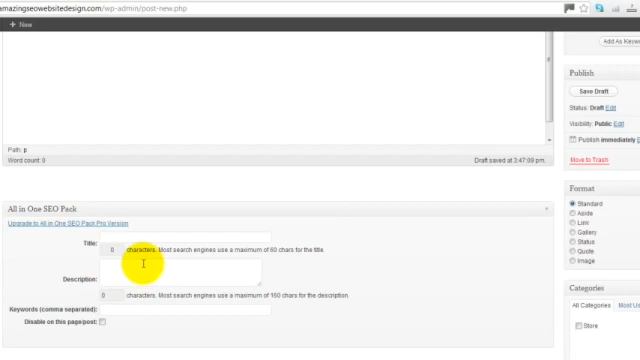 amazingseowebsitedesign.com/wp-admin/post-new.php
+ New
Add As Keywo
Publish
Save Draft
Status: Draft Edit
Visibility: Public Edit
Publish immediately
Move to Trash
Path: p
Word count: 0
Draft saved at 3:47:09 pm.
Format
Standard
Aside
Link
Gallery
Status
Quote
Image
All in One SEO Pack
Upgrade to All in One SEO Pack Pro Version
Title:
0 characters. Most search engines use a maximum of 60 chars for the title.
Description:
0 characters. Most search engines use a maximum of 160 chars for the description.
Keywords (comma separated):
Disable on this page/post:
Categories
All Categories Most Us
Store